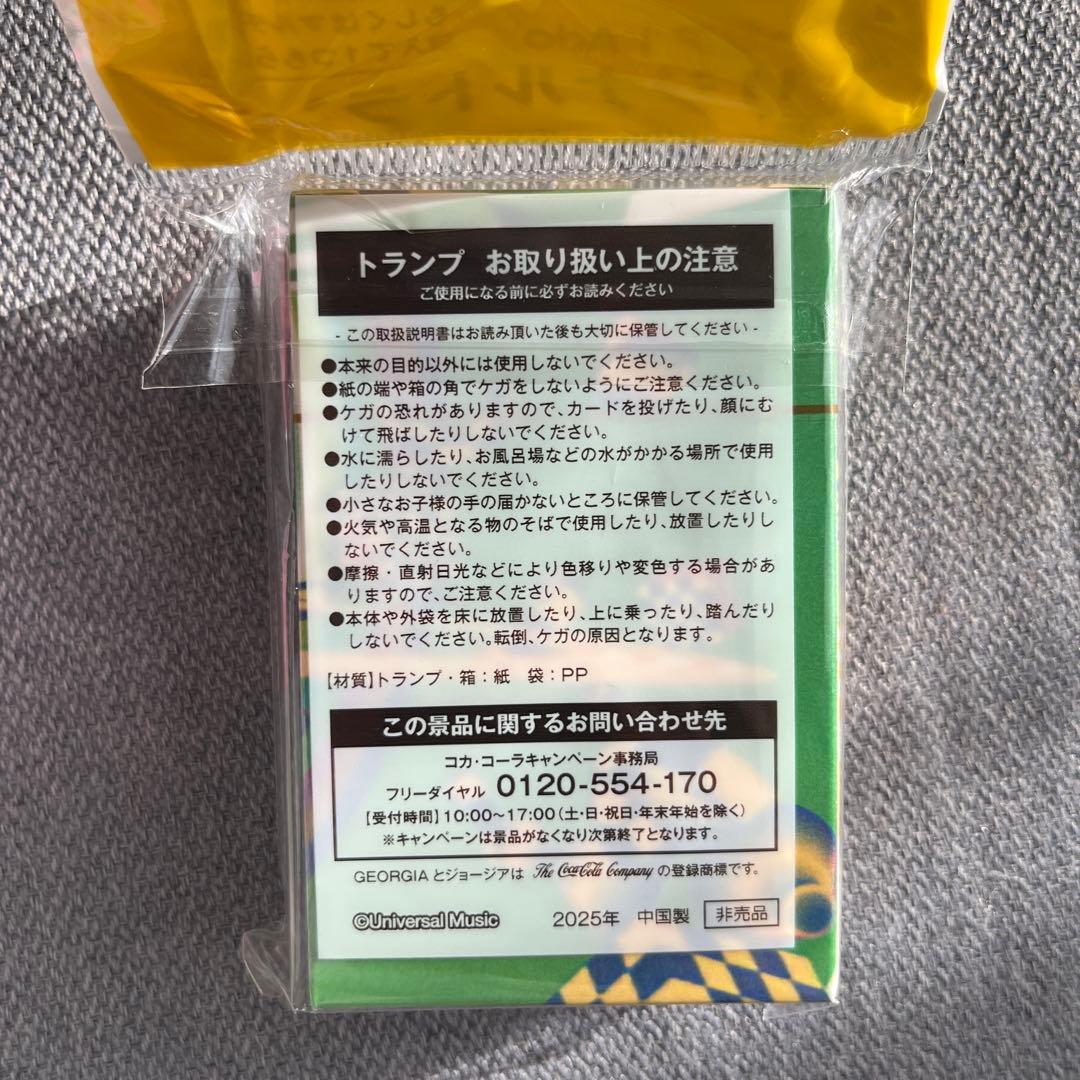 トランプ お取り扱い上の注意
ご使用になる前に必ずお読みください
- この取扱説明書はお読み頂いた後も大切に保管してください -
●本来の目的以外には使用しないでください。
●紙の端や箱の角でケガをしないようにご注意ください。
●ケガの恐れがありますので、カードを投げたり、顔にむ
けて飛ばしたりしないでください。
●水に濡らしたり、お風呂場などの水がかかる場所で使用
したりしないでください。
●小さなお子様の手の届かないところに保管してください。
●火気や高温となる物のそばで使用したり、放置したりし
ないでください。
●摩擦・直射日光などにより色移りや変色する場合があ
りますので、ご注意ください。
●本体や外袋を床に放置したり、上に乗ったり、踏んだり
しないでください。転倒、ケガの原因となります。
【材質】トランプ・箱：紙 袋：PP
この景品に関するお問い合わせ先
コカ・コーラキャンペーン事務局
フリーダイヤル 0120-554-170
【受付時間】10:00～17:00（土・日・祝日・年末年始を除く）
※キャンペーンは景品がなくなり次第終了となります。
GEORGIA とジョージアは The Coca-Cola Company の登録商標です。
©Universal Music 2025年 中国製 非売品